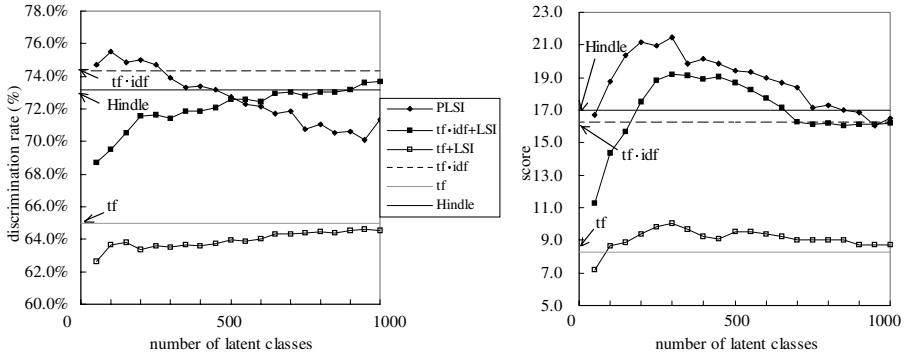 78.0%
76.0%
74.0%
72.0%
70.0%
68.0%
66.0%
64.0%
62.0%
60.0%
discrimination rate (%)
tf·idf
Hindle
tf
0
500
1000
number of latent classes
PLSI
tf·idf+LSI
tf+LSI
tf·idf
tf
Hindle
23.0
21.0
19.0
17.0
15.0
13.0
11.0
9.0
7.0
5.0
score
Hindle
tf·idf
tf
0
500
1000
number of latent classes